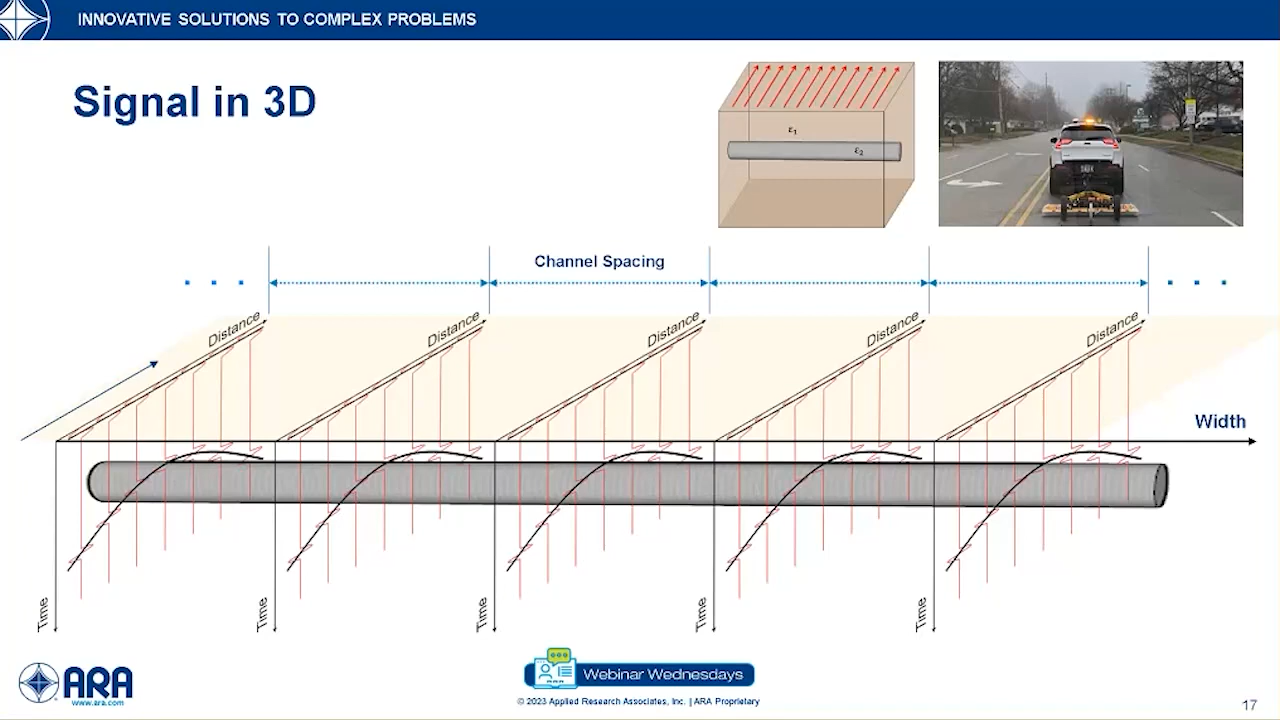 INNOVATIVE SOLUTIONS TO COMPLEX PROBLEMS
Signal in 3D
ε1
ε2
Channel Spacing
Distance
Distance
Distance
Distance
Distance
Width
Time
Time
Time
Time
Time
ARA
www.ara.com
Webinar Wednesdays
© 2023 Applied Research Associates, Inc. | ARA Proprietary
17